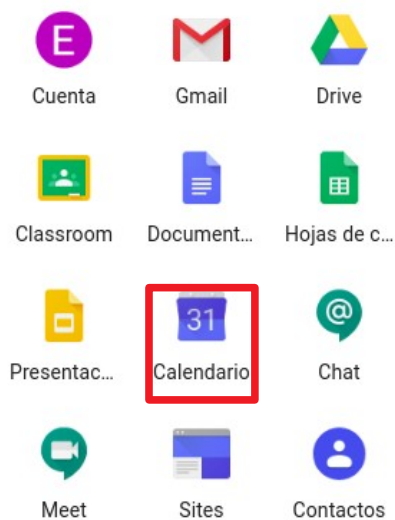 E
Cuenta Gmail Drive
Classroom Document... Hojas de c...
31
@
Presentac... Calendario Chat
Meet Sites Contactos